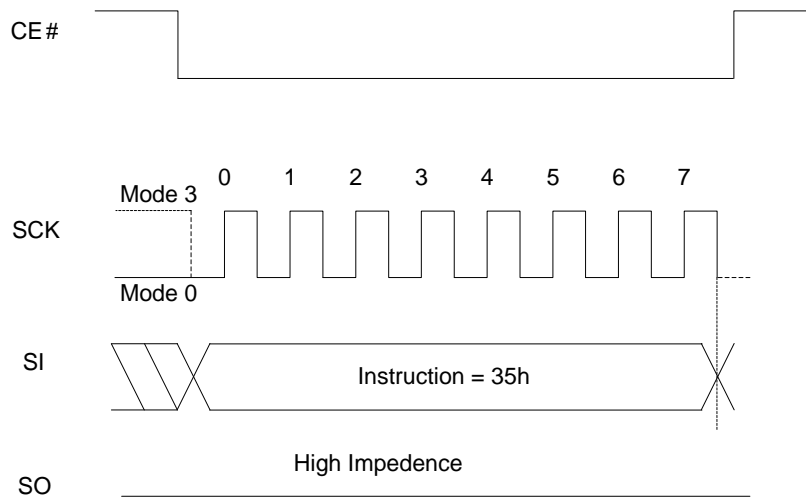 CE#
0 1 2 3 4 5 6 7
Mode 3
SCK
Mode 0
SI
Instruction = 35h
High Impedence
SO